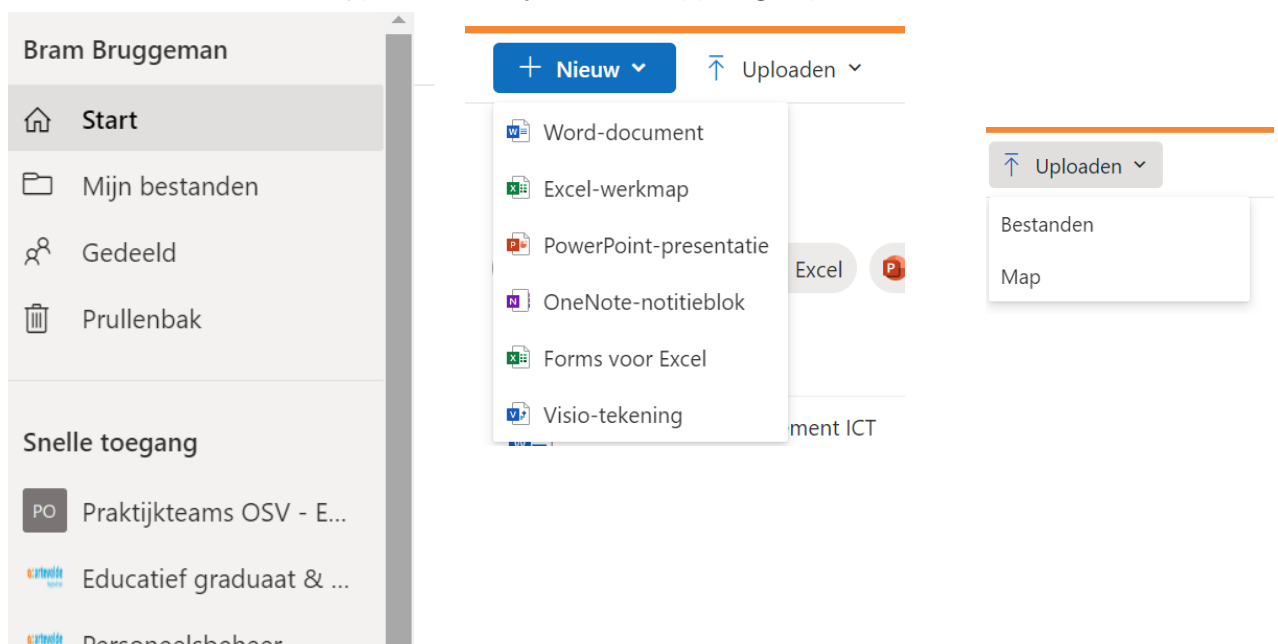 Bram Bruggeman
Start
Mijn bestanden
Gedeeld
Prullenbak
Snelle toegang
PO Praktijkteams OSV - E...
Educatief graduaat & ...
Personeelsbeheer
+ Nieuw
Uploaden
Word-document
Excel-werkmap
PowerPoint-presentatie
OneNote-notitieblok
Forms voor Excel
Visio-tekening
Excel
ment ICT
Uploaden
Bestanden
Map